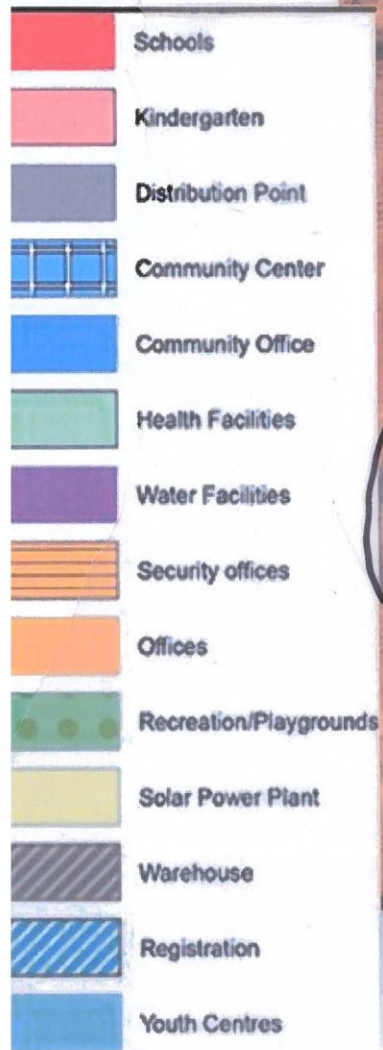 Schools
Kindergarten
Distribution Point
Community Center
Community Office
Health Facilities
Water Facilities
Security offices
Offices
Recreation/Playgrounds
Solar Power Plant
Warehouse
Registration
Youth Centres